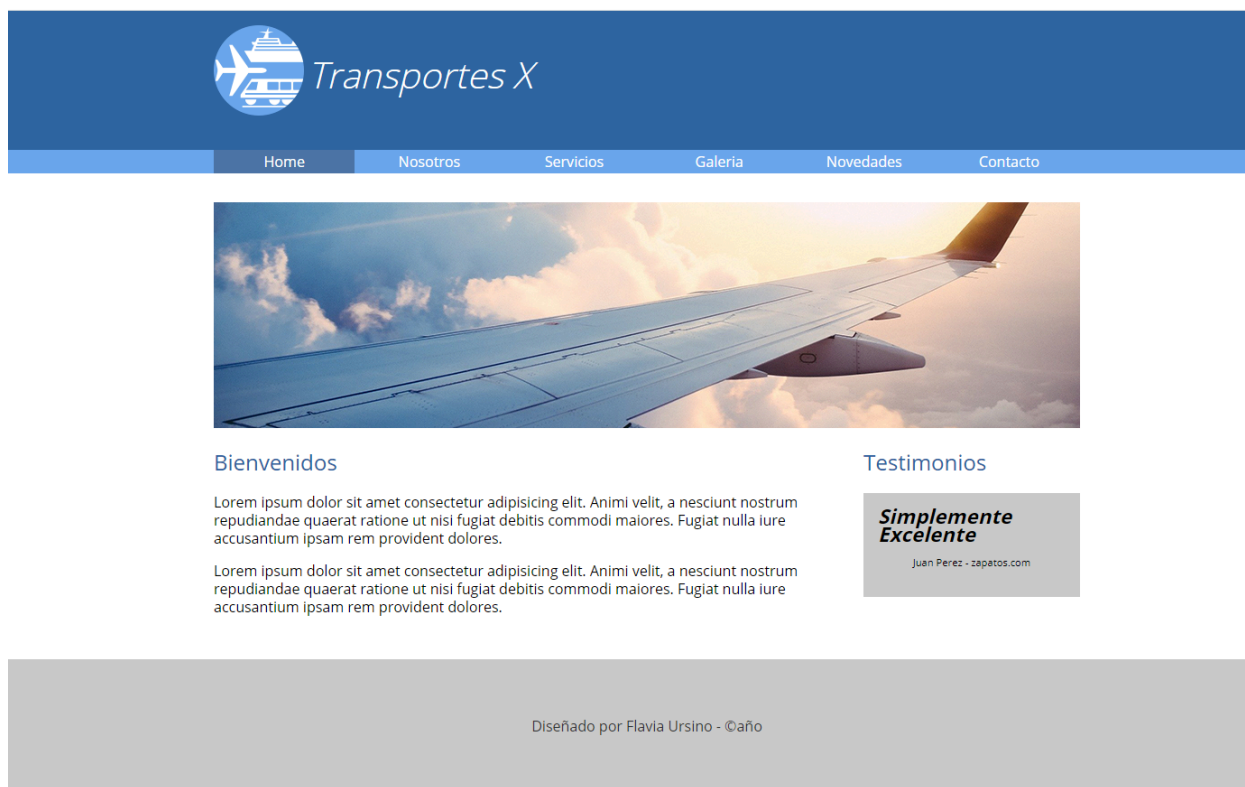 Transportes X
Home Nosotros Servicios Galeria Novedades Contacto
Bienvenidos
Lorem ipsum dolor sit amet consectetur adipisicing elit. Animi velit, a nesciunt nostrum
repudiandae quaerat ratione ut nisi fugiat debitis commodi maiores. Fugiat nulla iure
accusantium ipsam rem provident dolores.
Lorem ipsum dolor sit amet consectetur adipisicing elit. Animi velit, a nesciunt nostrum
repudiandae quaerat ratione ut nisi fugiat debitis commodi maiores. Fugiat nulla iure
accusantium ipsam rem provident dolores.
Testimonios
Simplemente
Excelente
Juan Perez - zapatos.com
Diseñado por Flavia Ursino - ©año